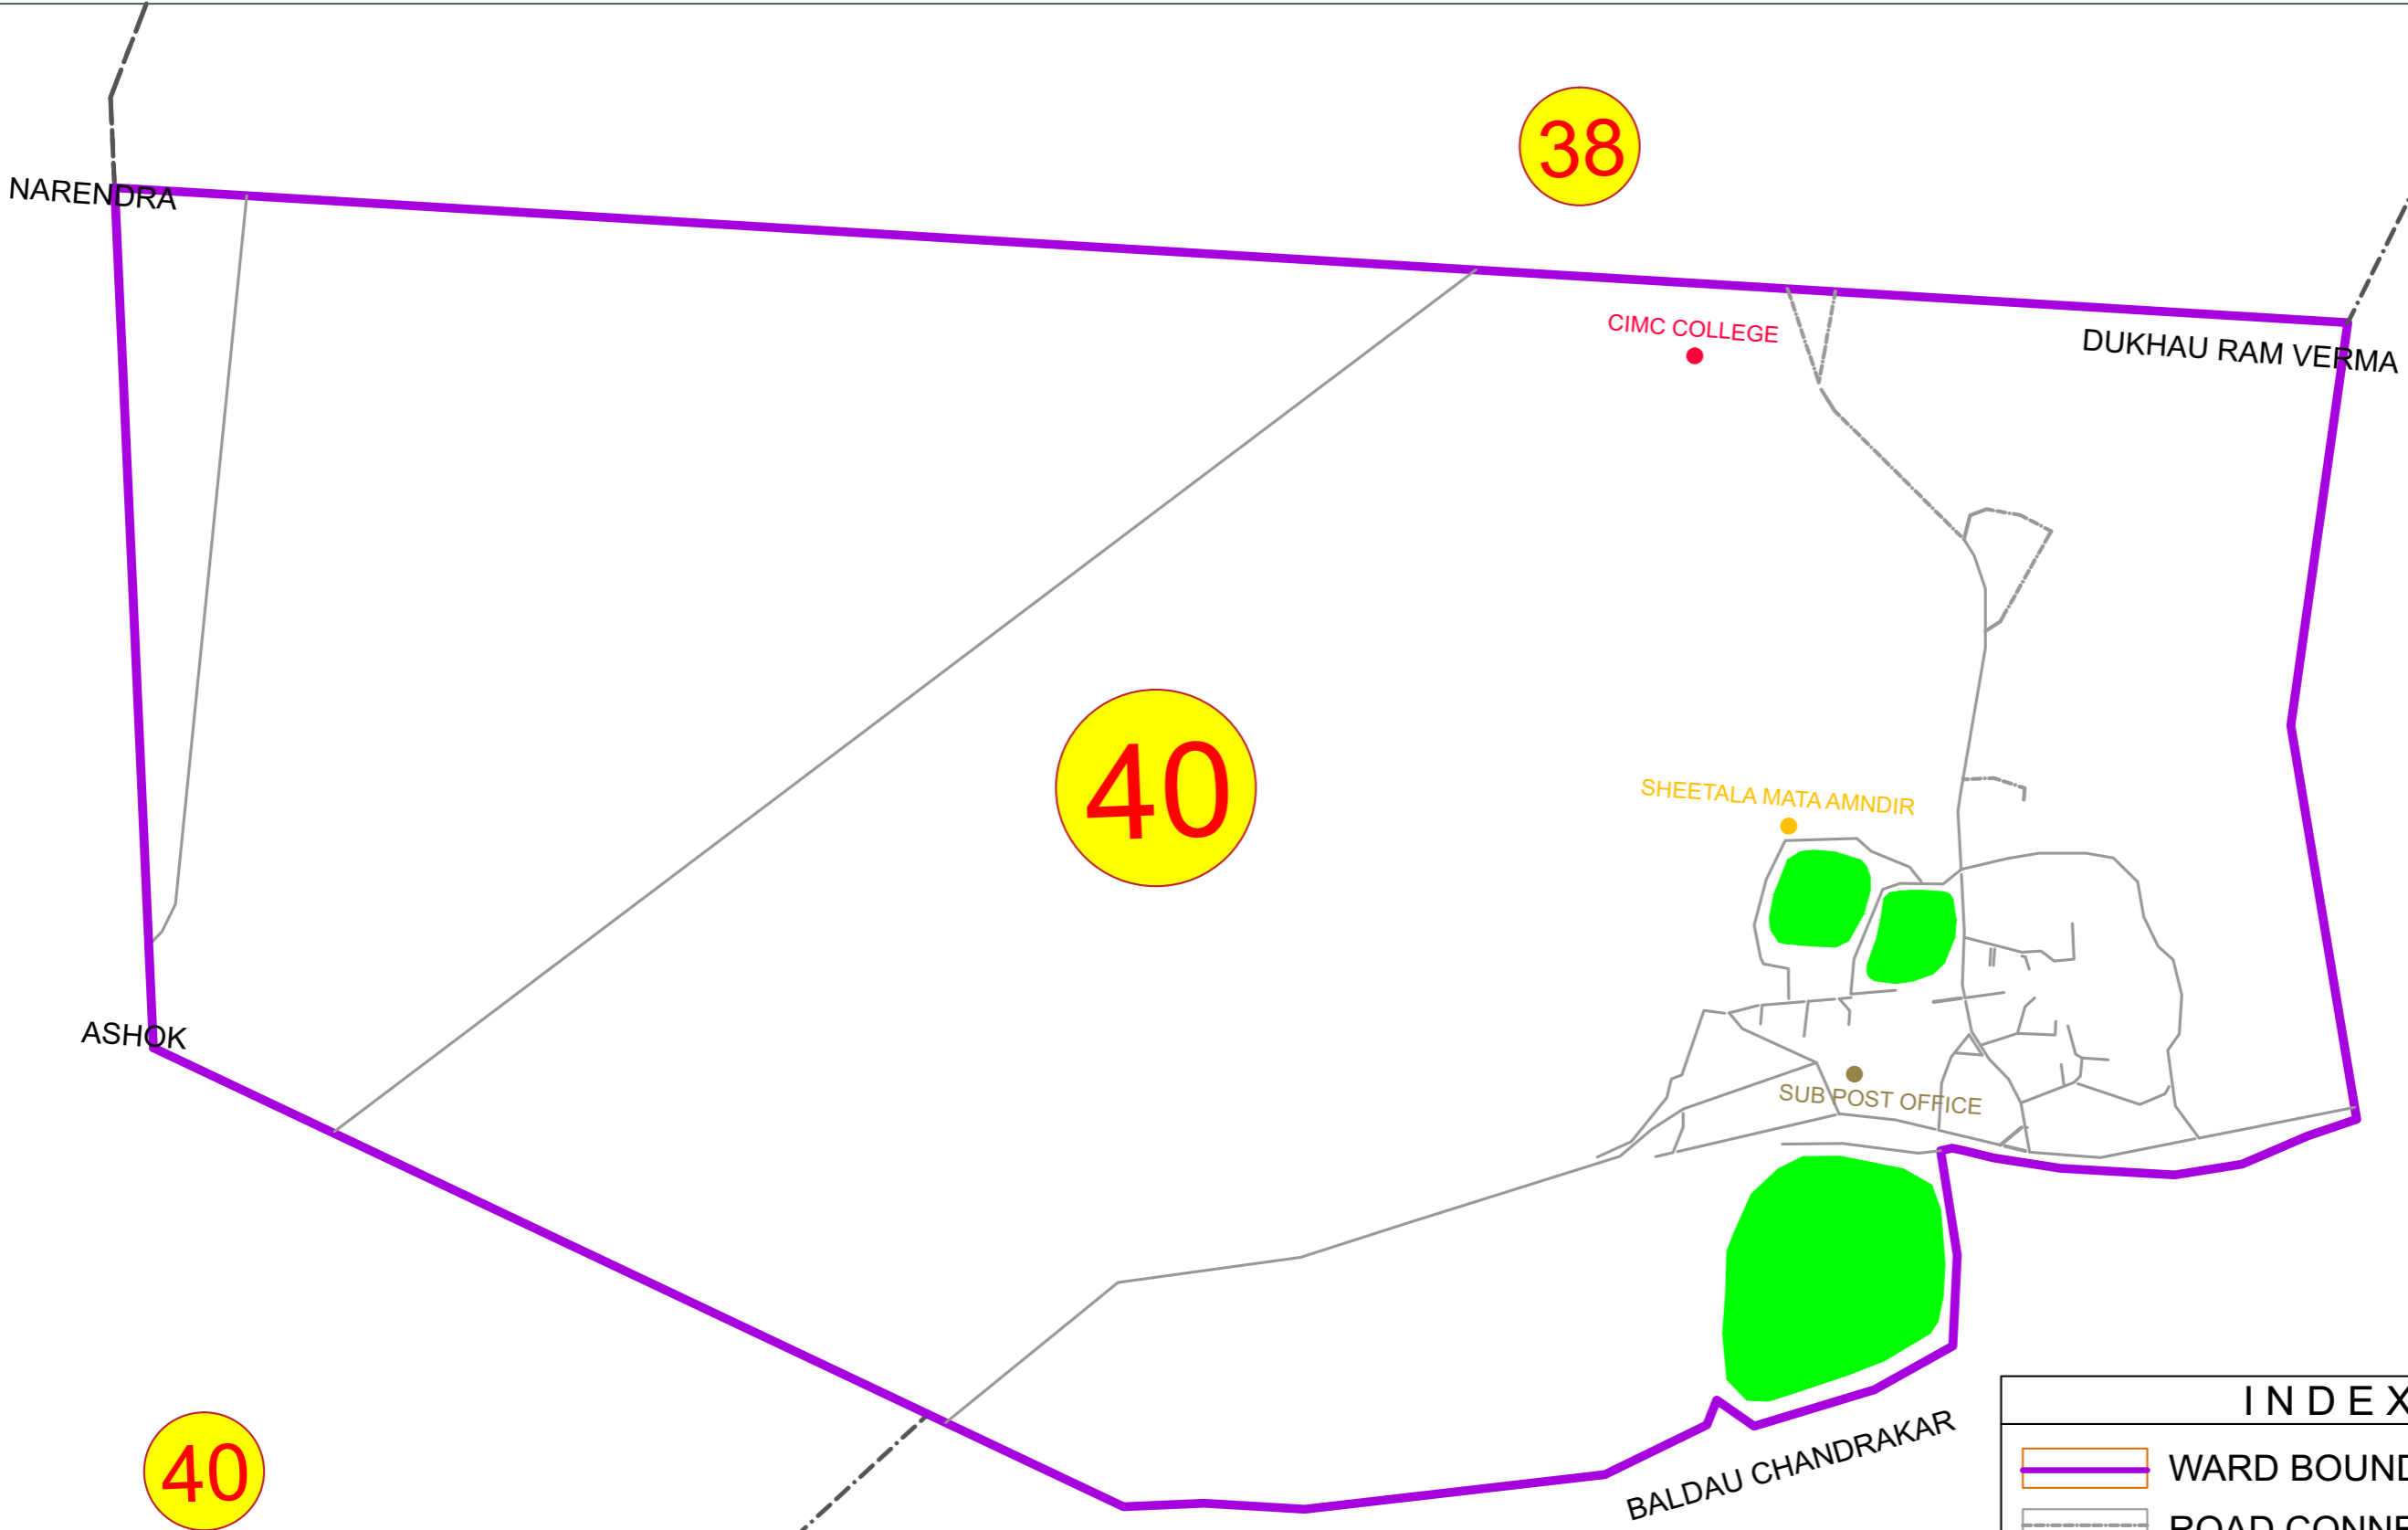 38
NARENDRA
CIMC COLLEGE
DUKHAU RAM VERMA
40
SHEETALA MATA AMNDIR
ASHOK
SUB POST OFFICE
INDEX
BALDAU CHANDRAKAR
40
WARD BOUND